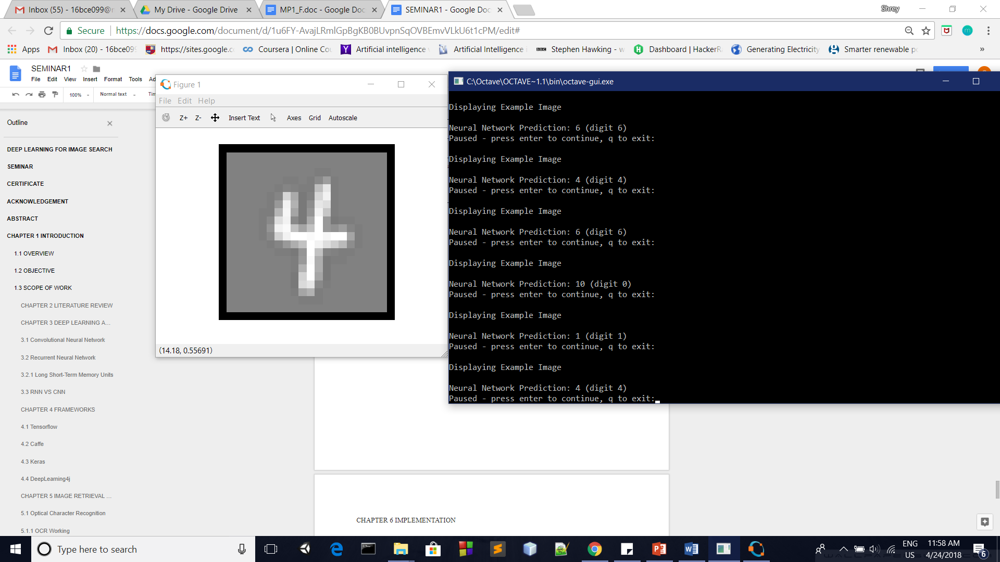 Inbox (55) - 16bce099@
My Drive - Google Drive
MP1_F.doc - Google Doc
SEMINAR1 - Google Doc
Shrey
Secure
https://docs.google.com/document/d/1u6FY-AvajLRmlGpBgKB0BUvpnSqOVBEmvVLkU6t1cPM/edit#
Apps
Inbox (20) - 16bce099
https://sites.google.c
Coursera | Online Cou
Artificial intelligence
Artificial Intelligence
BBC
Stephen Hawking - w
Dashboard | HackerR
Generating Electricity
Smarter renewable p
»
SEMINAR1
File Edit View Insert Format Tools Ad
100%
Normal text
Tim
Outline
DEEP LEARNING FOR IMAGE SEARCH
SEMINAR
CERTIFICATE
ACKNOWLEDGEMENT
ABSTRACT
CHAPTER 1 INTRODUCTION
1.1 OVERVIEW
1.2 OBJECTIVE
1.3 SCOPE OF WORK
CHAPTER 2 LITERATURE REVIEW
CHAPTER 3 DEEP LEARNING A...
3.1 Convolutional Neural Network
3.2 Recurrent Neural Network
3.2.1 Long Short-Term Memory Units
3.3 RNN VS CNN
CHAPTER 4 FRAMEWORKS
4.1 Tensorflow
4.2 Caffe
4.3 Keras
4.4 DeepLearning4j
CHAPTER 5 IMAGE RETRIEVAL ...
5.1 Optical Character Recognition
5.1.1 OCR Working
Figure 1
File Edit Help
Z+ Z- Insert Text Axes Grid Autoscale
4
(14.18, 0.55691)
C:\Octave\OCTAVE~1.1\bin\octave-gui.exe
Displaying Example Image
Neural Network Prediction: 6 (digit 6)
Paused - press enter to continue, q to exit:
Displaying Example Image
Neural Network Prediction: 4 (digit 4)
Paused - press enter to continue, q to exit:
Displaying Example Image
Neural Network Prediction: 6 (digit 6)
Paused - press enter to continue, q to exit:
Displaying Example Image
Neural Network Prediction: 10 (digit 0)
Paused - press enter to continue, q to exit:
Displaying Example Image
Neural Network Prediction: 1 (digit 1)
Paused - press enter to continue, q to exit:
Displaying Example Image
Neural Network Prediction: 4 (digit 4)
Paused - press enter to continue, q to exit:
CHAPTER 6 IMPLEMENTATION
Type here to search
ENG
US
11:58 AM
4/24/2018
6